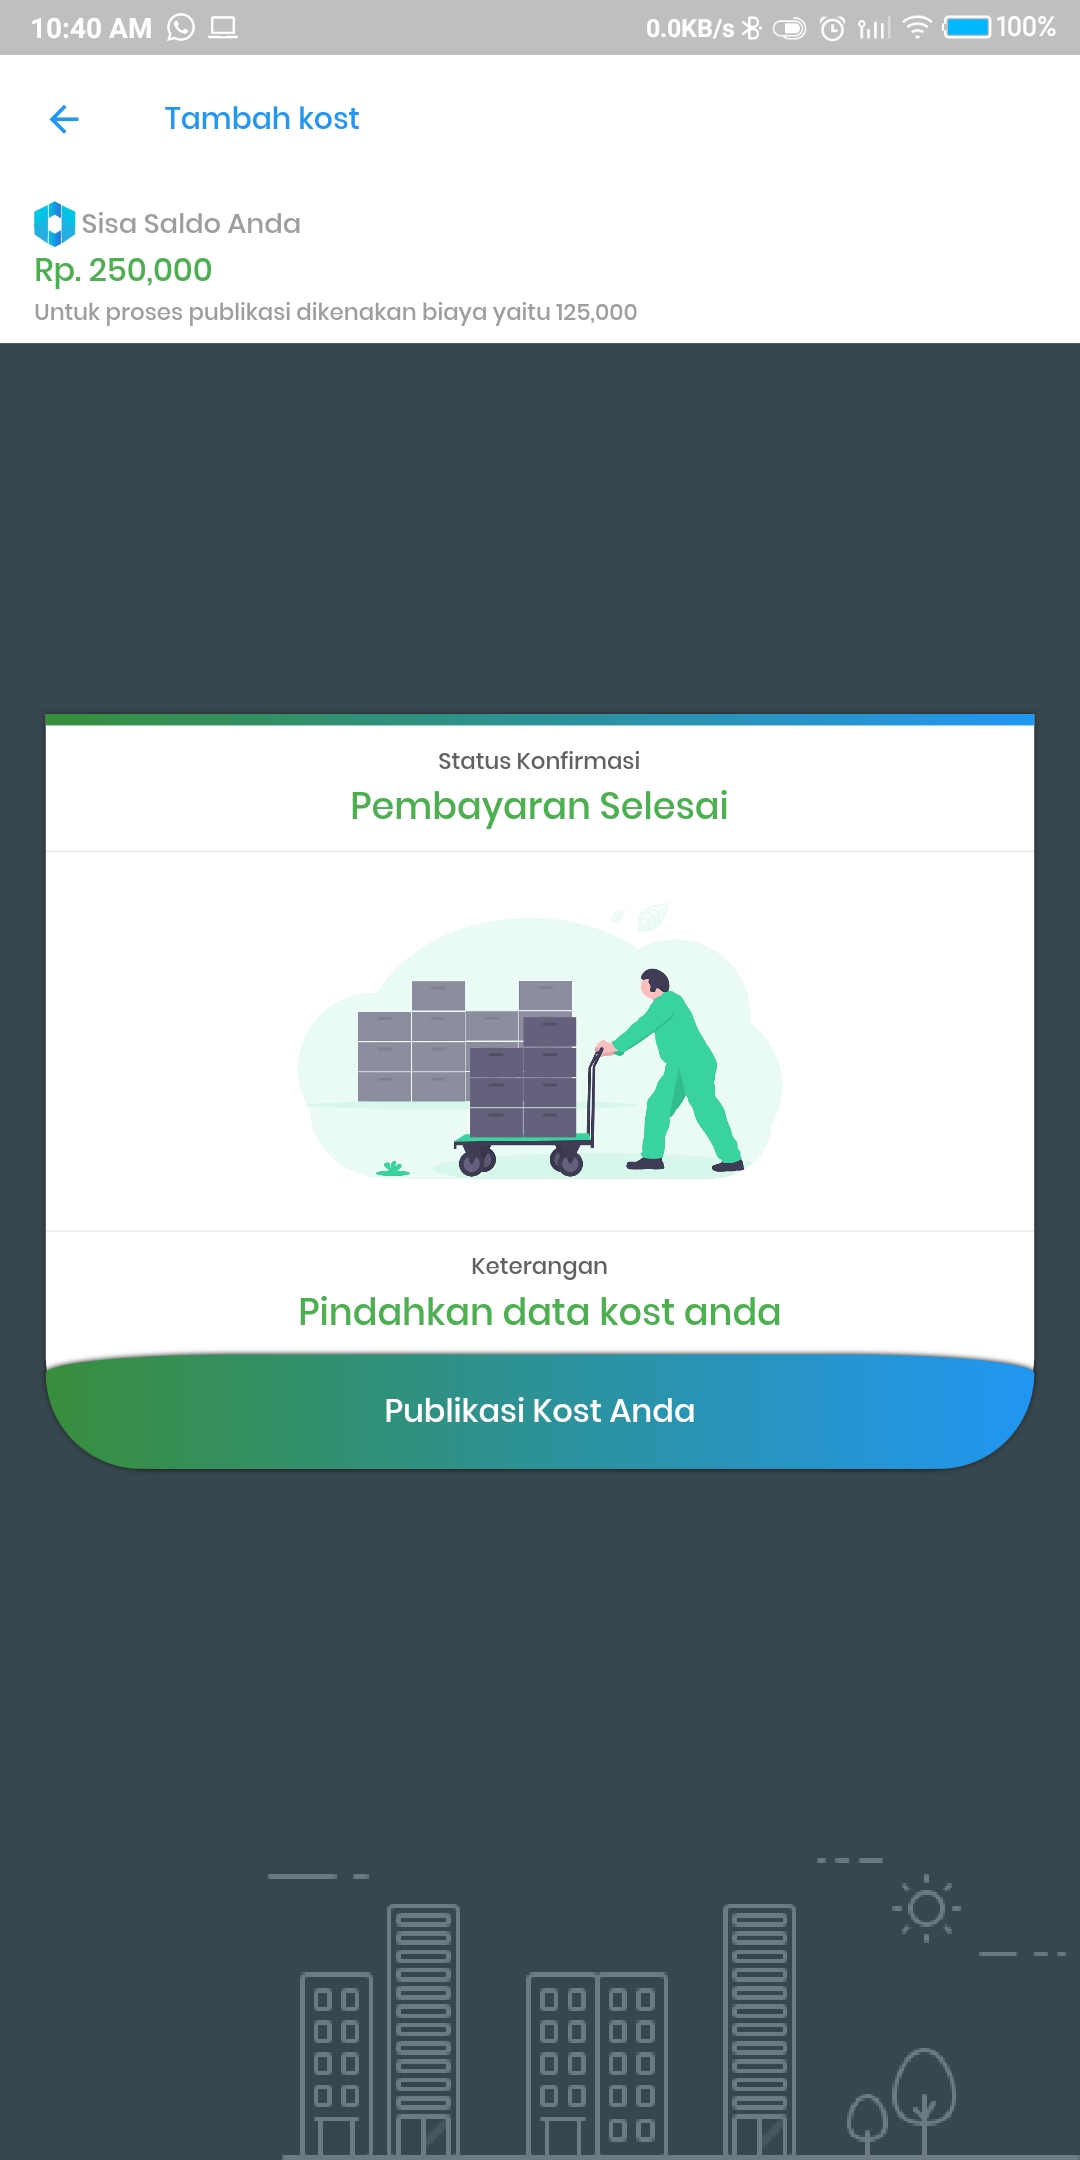 10:40 AM 0.0KB/s 100%
Tambah kost
Sisa Saldo Anda
Rp. 250,000
Untuk proses publikasi dikenakan biaya yaitu 125,000
Status Konfirmasi
Pembayaran Selesai
Keterangan
Pindahkan data kost anda
Publikasi Kost Anda